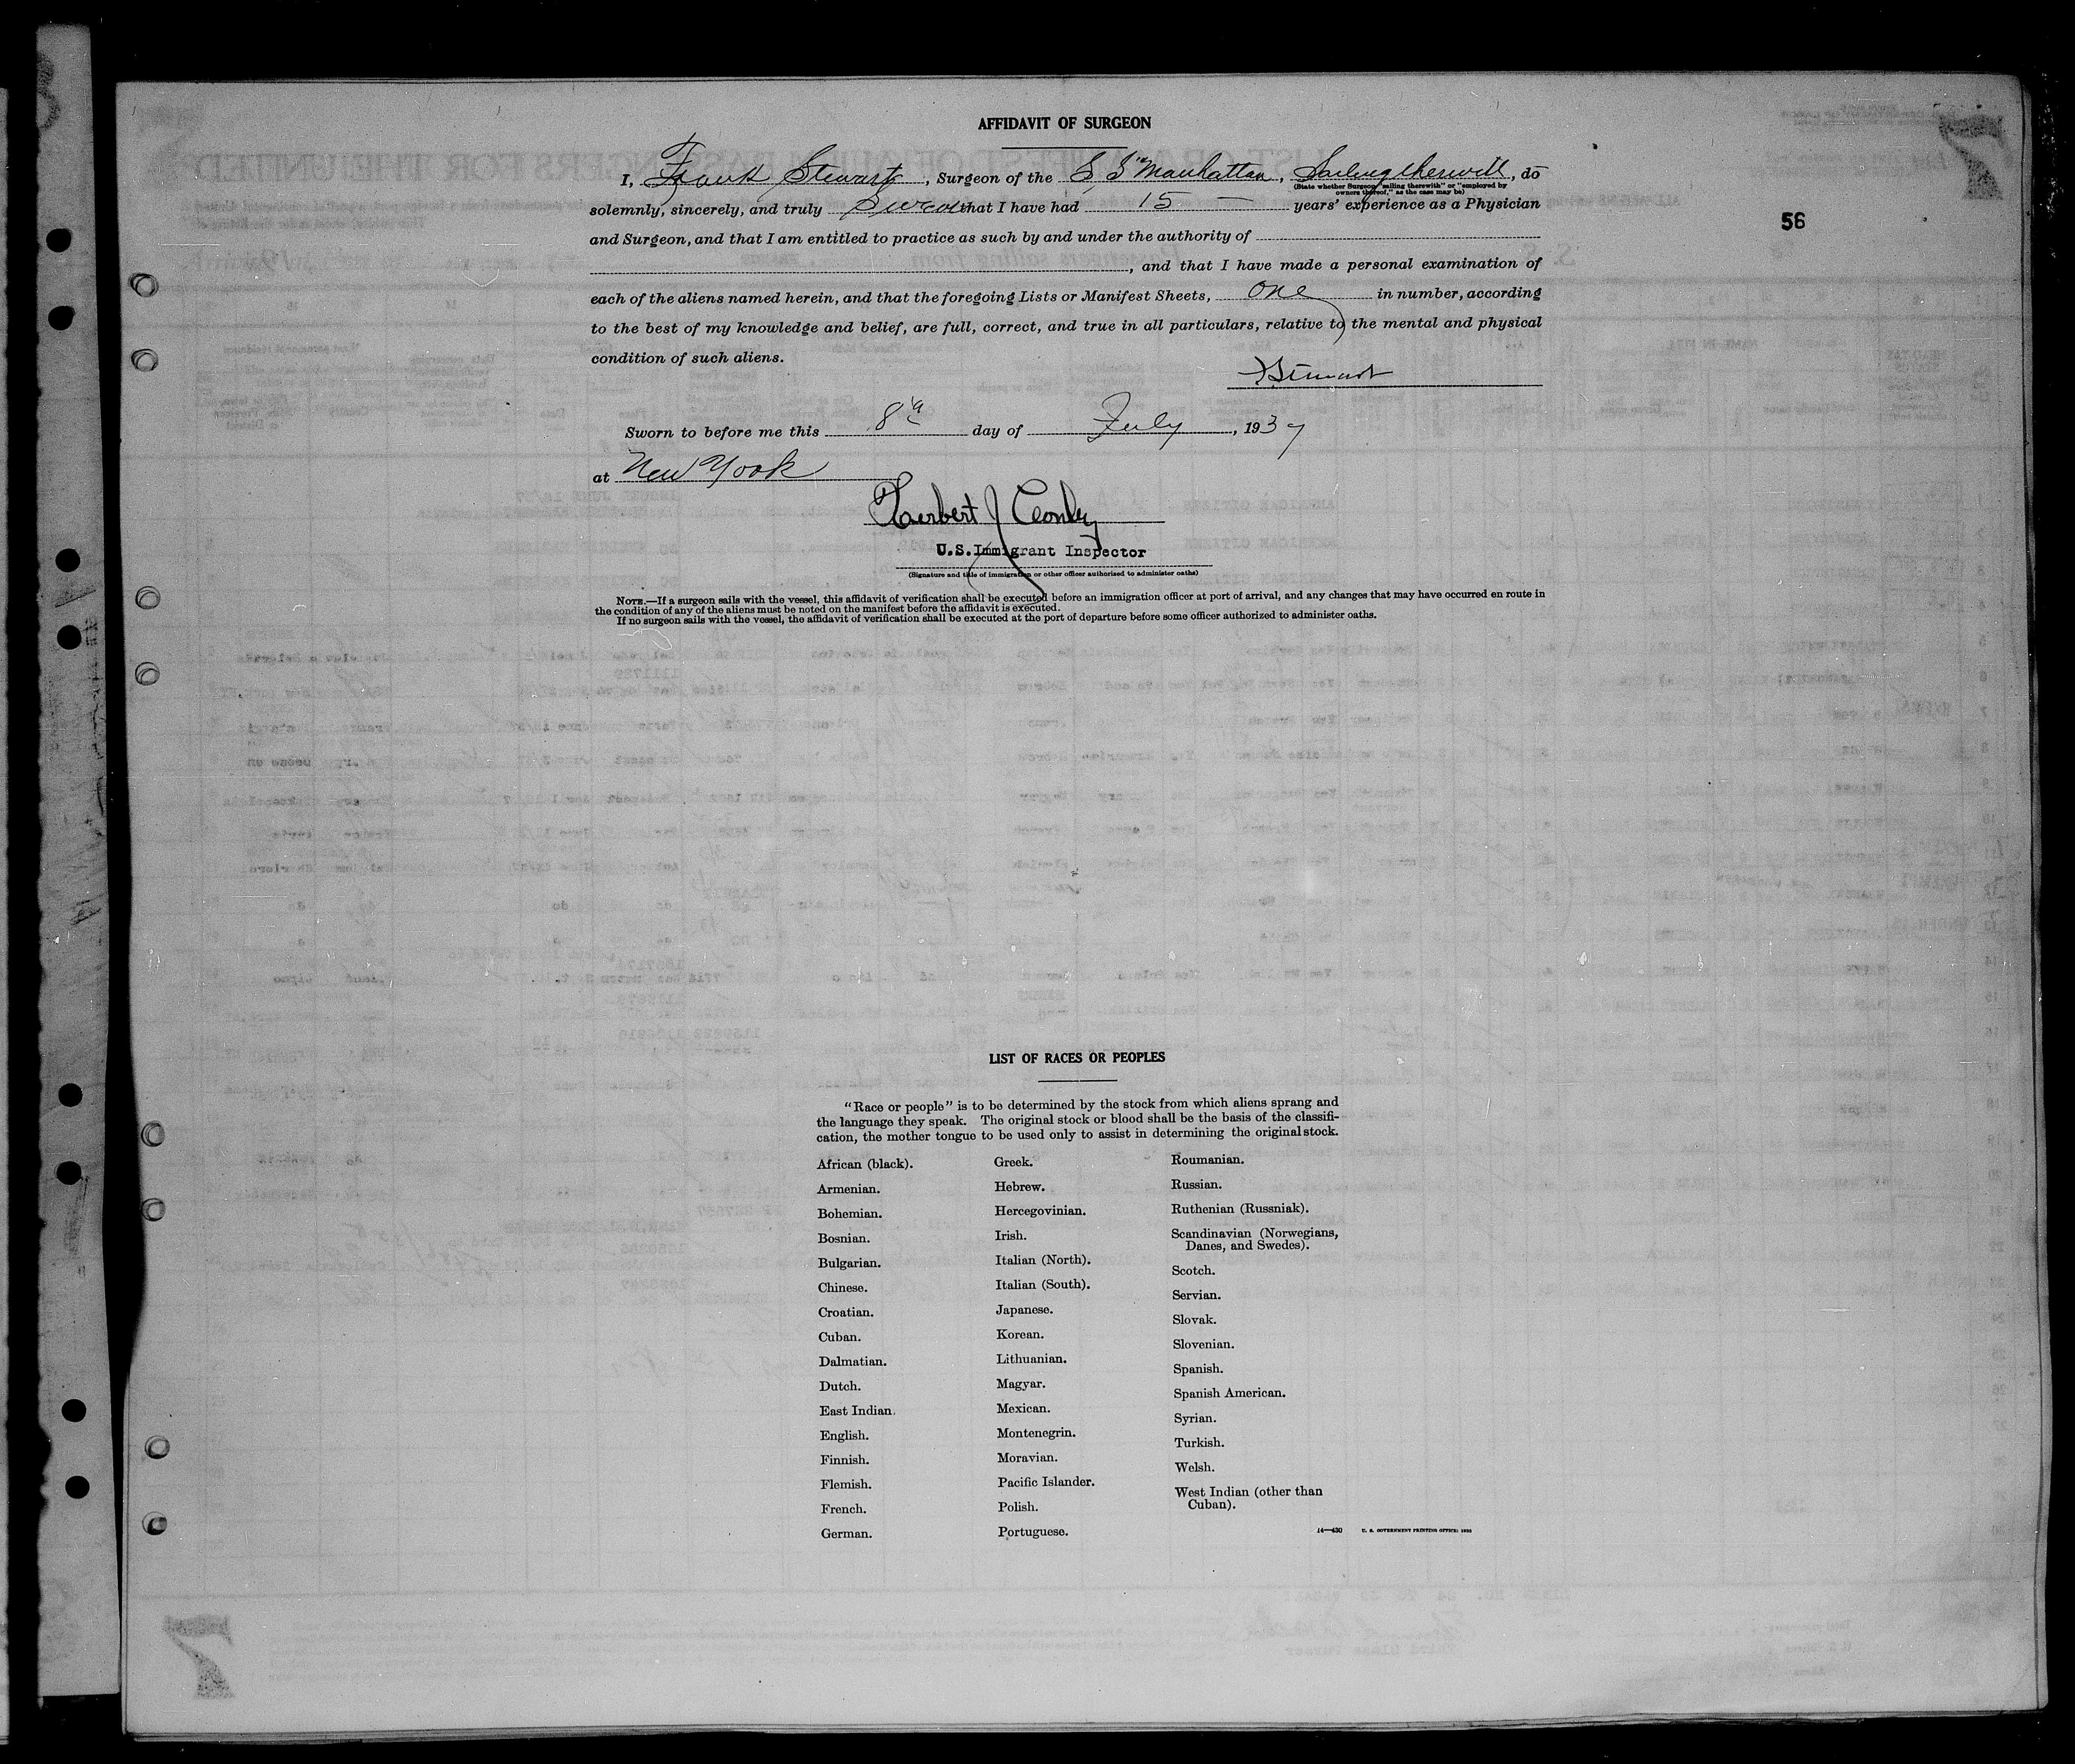 AFFIDAVIT OF SURGEON
I, Frank Stewart, Surgeon of the S S "Manhattan, Sailing therewith, do
(State whether Surgeon "sailing therewith" or "employed by
owners thereof," as the case may be)
solemnly, sincerely, and truly swear that I have had 15 — years' experience as a Physician
56
and Surgeon, and that I am entitled to practice as such by and under the authority of
, and that I have made a personal examination of
each of the aliens named herein, and that the foregoing Lists or Manifest Sheets, one in number, according
to the best of my knowledge and belief, are full, correct, and true in all particulars, relative to the mental and physical
condition of such aliens.
FStewart
Sworn to before me this 8th day of July, 1937
at New York
Herbert J Conley
U.S.Immigrant Inspector
(Signature and title of immigration or other officer authorized to administer oaths)
NOTE.—If a surgeon sails with the vessel, this affidavit of verification shall be executed before an immigration officer at port of arrival, and any changes that may have occurred en route in
the condition of any of the aliens must be noted on the manifest before the affidavit is executed.
If no surgeon sails with the vessel, the affidavit of verification shall be executed at the port of departure before some officer authorized to administer oaths.
LIST OF RACES OR PEOPLES
"Race or people" is to be determined by the stock from which aliens sprang and
the language they speak. The original stock or blood shall be the basis of the classifi-
cation, the mother tongue to be used only to assist in determining the original stock.
African (black).
Armenian.
Bohemian.
Bosnian.
Bulgarian.
Chinese.
Croatian.
Cuban.
Dalmatian.
Dutch.
East Indian.
English.
Finnish.
Flemish.
French.
German.
Greek.
Hebrew.
Hercegovinian.
Irish.
Italian (North).
Italian (South).
Japanese.
Korean.
Lithuanian.
Magyar.
Mexican.
Montenegrin.
Moravian.
Pacific Islander.
Polish.
Portuguese.
Roumanian.
Russian.
Ruthenian (Russniak).
Scandinavian (Norwegians,
Danes, and Swedes).
Scotch.
Servian.
Slovak.
Slovenian.
Spanish.
Spanish American.
Syrian.
Turkish.
Welsh.
West Indian (other than
Cuban).
14—430 U. S. GOVERNMENT PRINTING OFFICE: